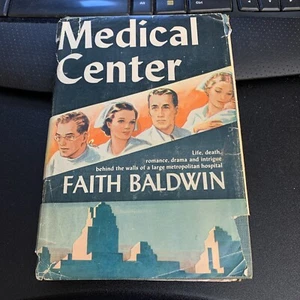 Medical
Center
Life, death,
romance, drama and intrigue
behind the walls of a large metropolitan hospital
FAITH BALDWIN